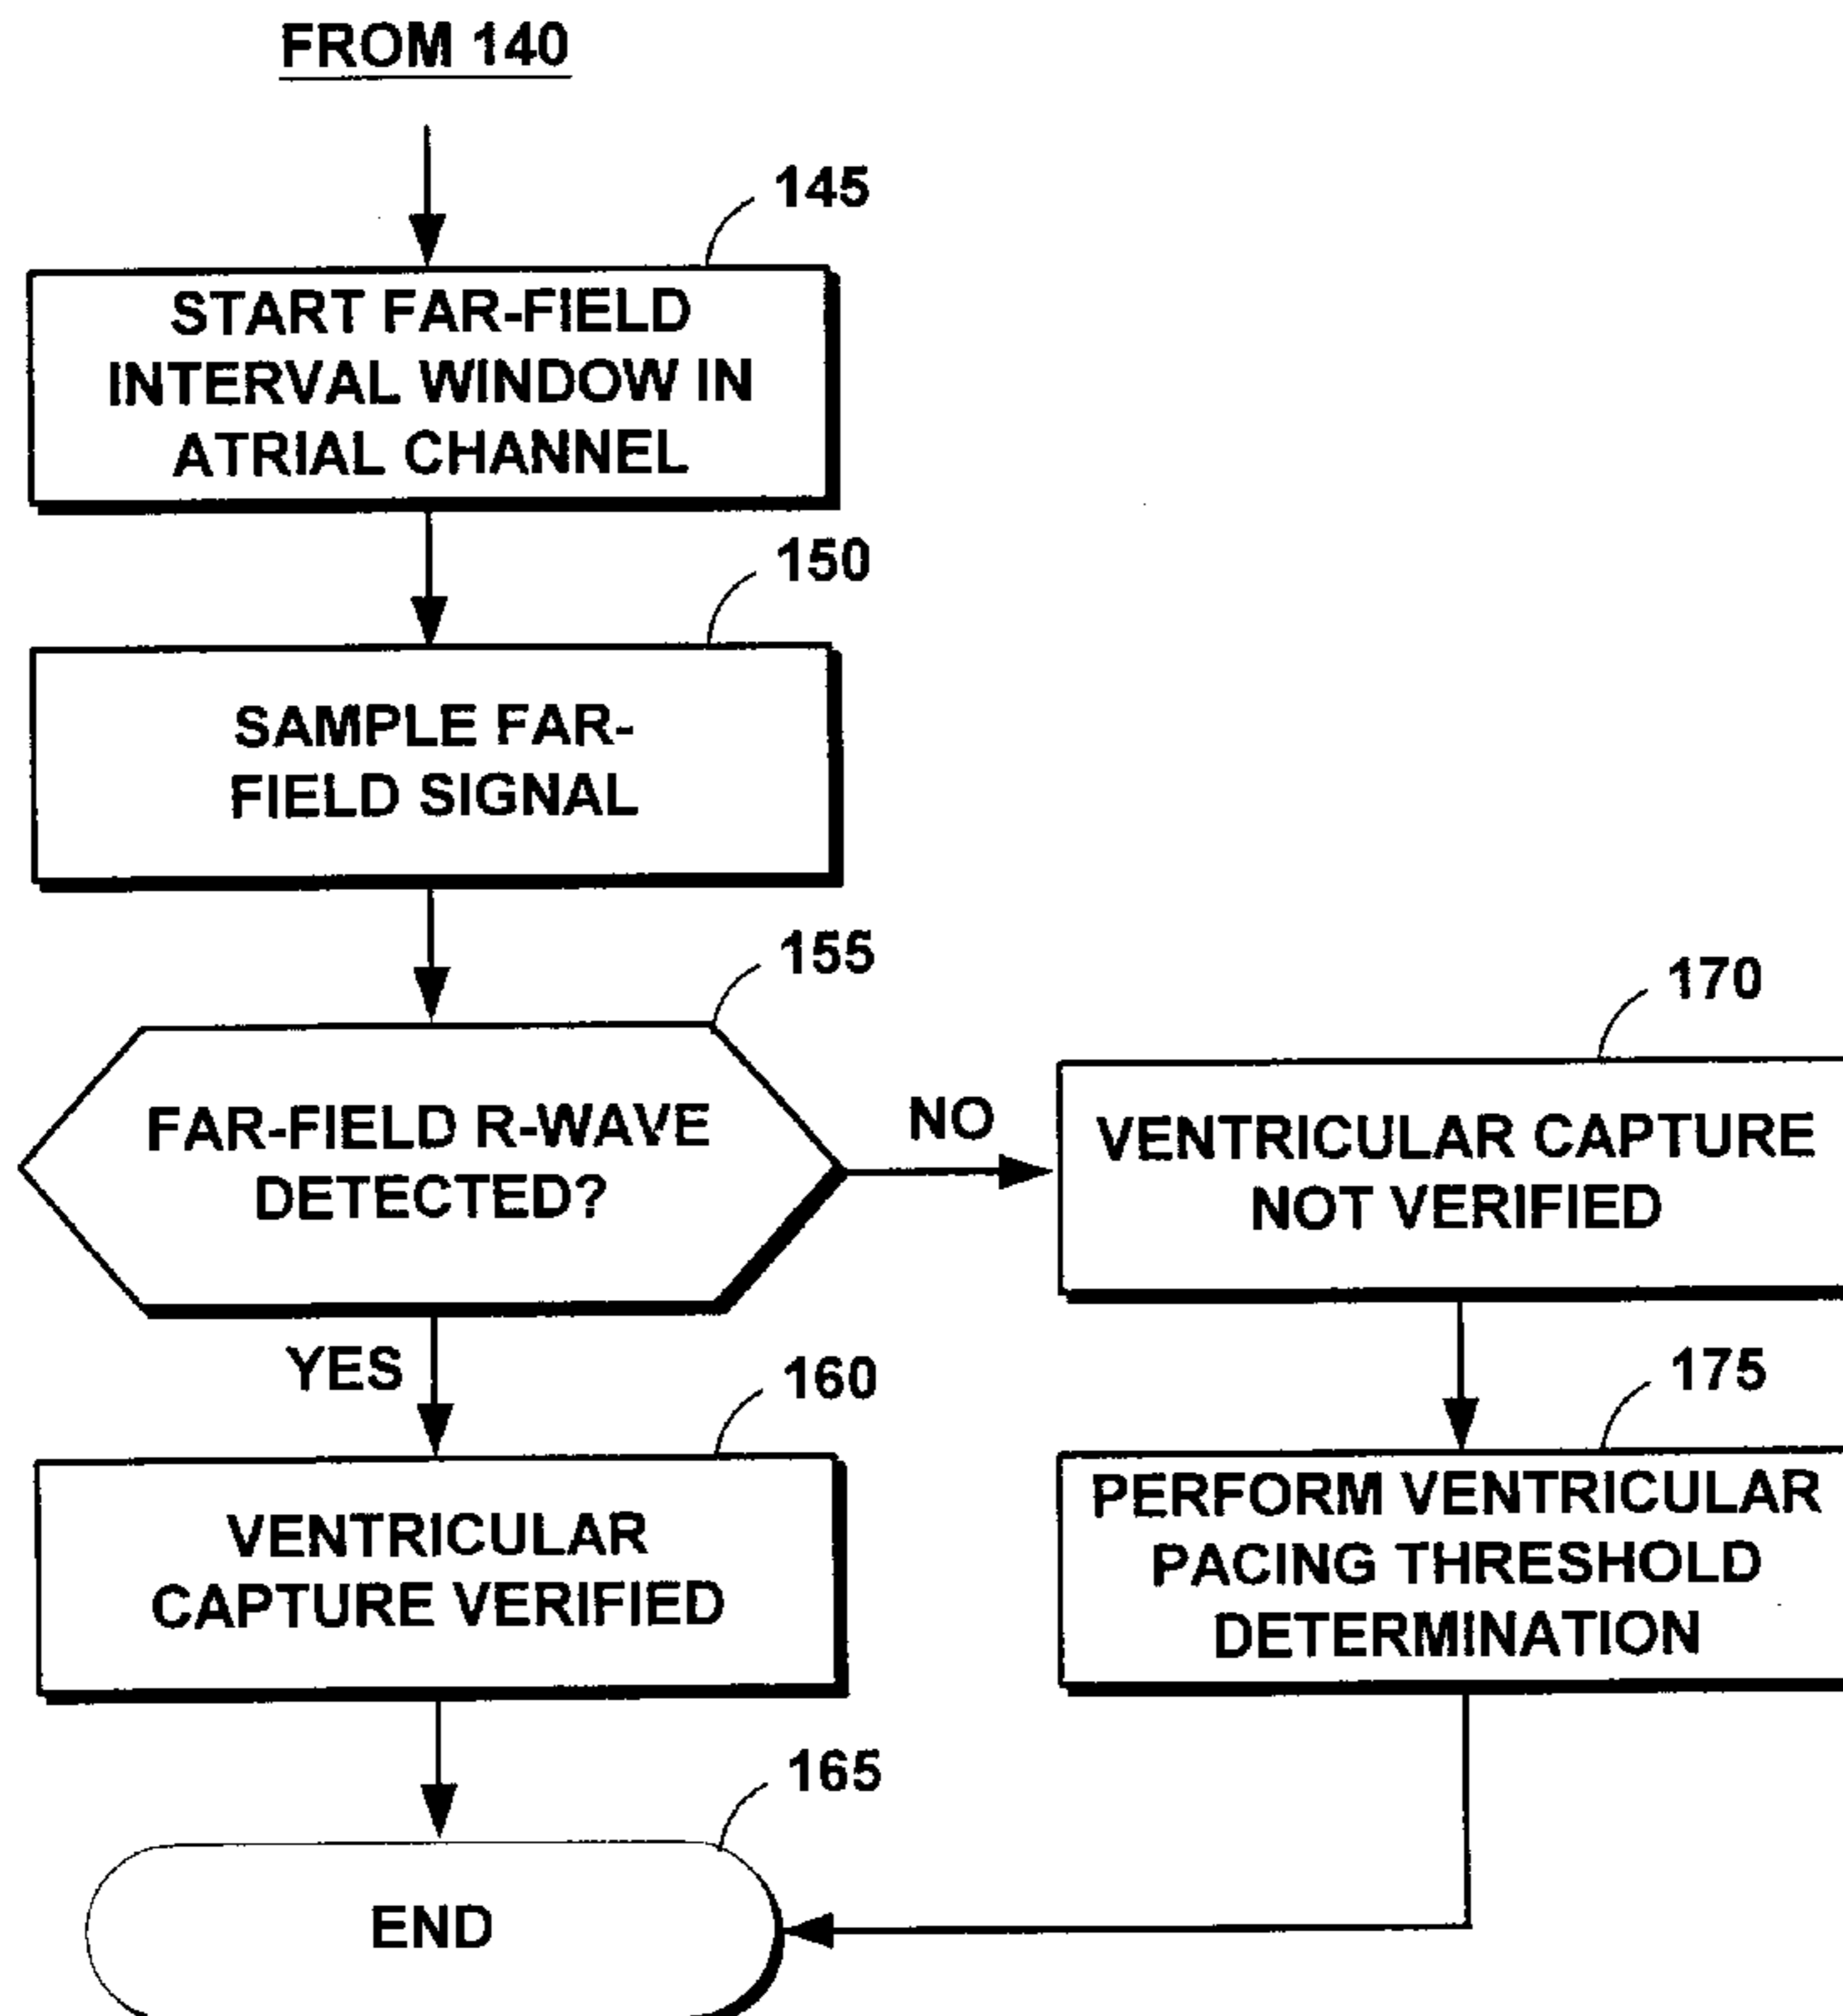 FROM 140
145
START FAR-FIELD
INTERVAL WINDOW IN
ATRIAL CHANNEL
150
SAMPLE FAR-
FIELD SIGNAL
155
FAR-FIELD R-WAVE
DETECTED?
NO
170
VENTRICULAR CAPTURE
NOT VERIFIED
YES
160
VENTRICULAR
CAPTURE VERIFIED
175
PERFORM VENTRICULAR
PACING THRESHOLD
DETERMINATION
165
END